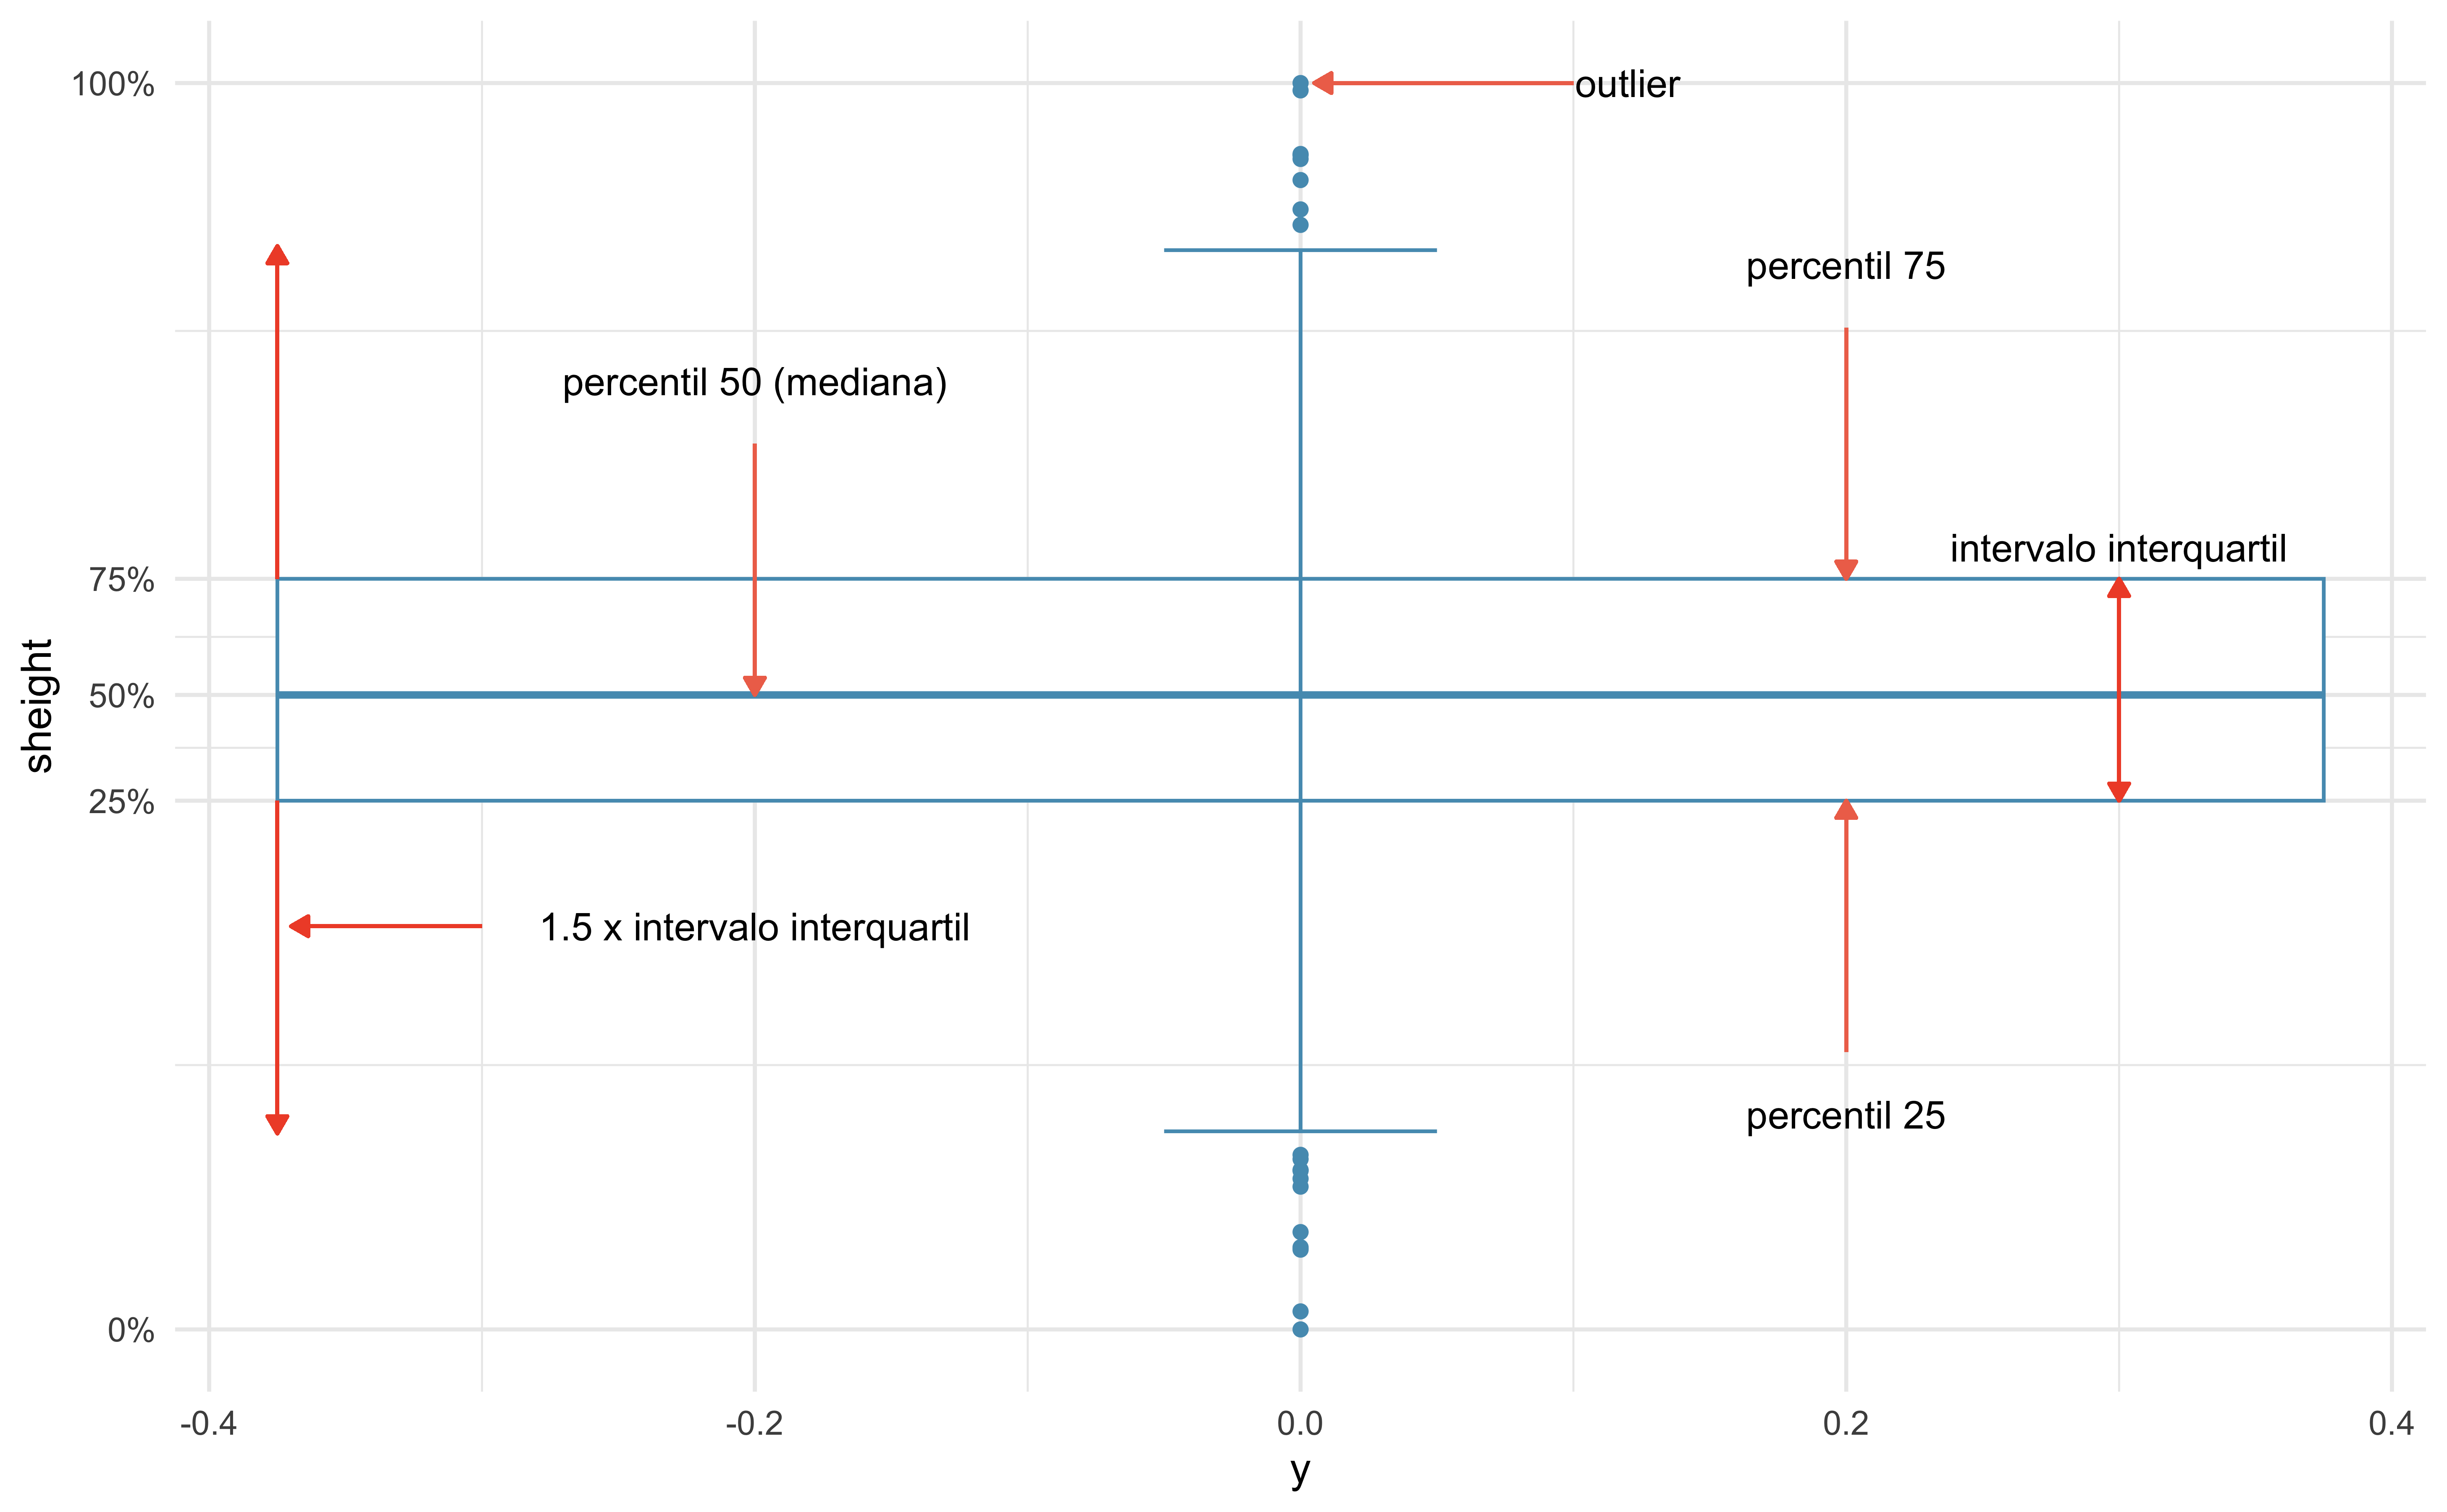 100%
outlier
percentil 75
percentil 50 (mediana)
intervalo interquartil
75%
50%
25%
sheight
1.5 x intervalo interquartil
percentil 25
0%
-0.4
-0.2
0.0
0.2
0.4
y